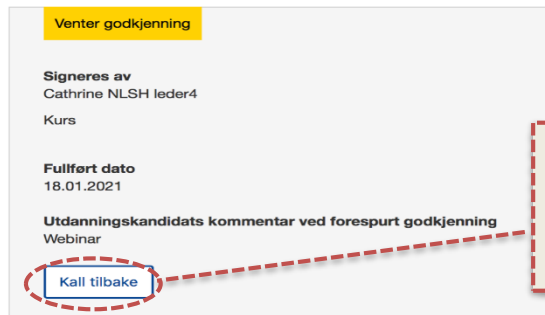 Venter godkjenning
Signeres av
Cathrine NLSH leder4
Kurs
Fullført dato
18.01.2021
Utdanningskandidats kommentar ved forespurt godkjenning
Webinar
Kall tilbake